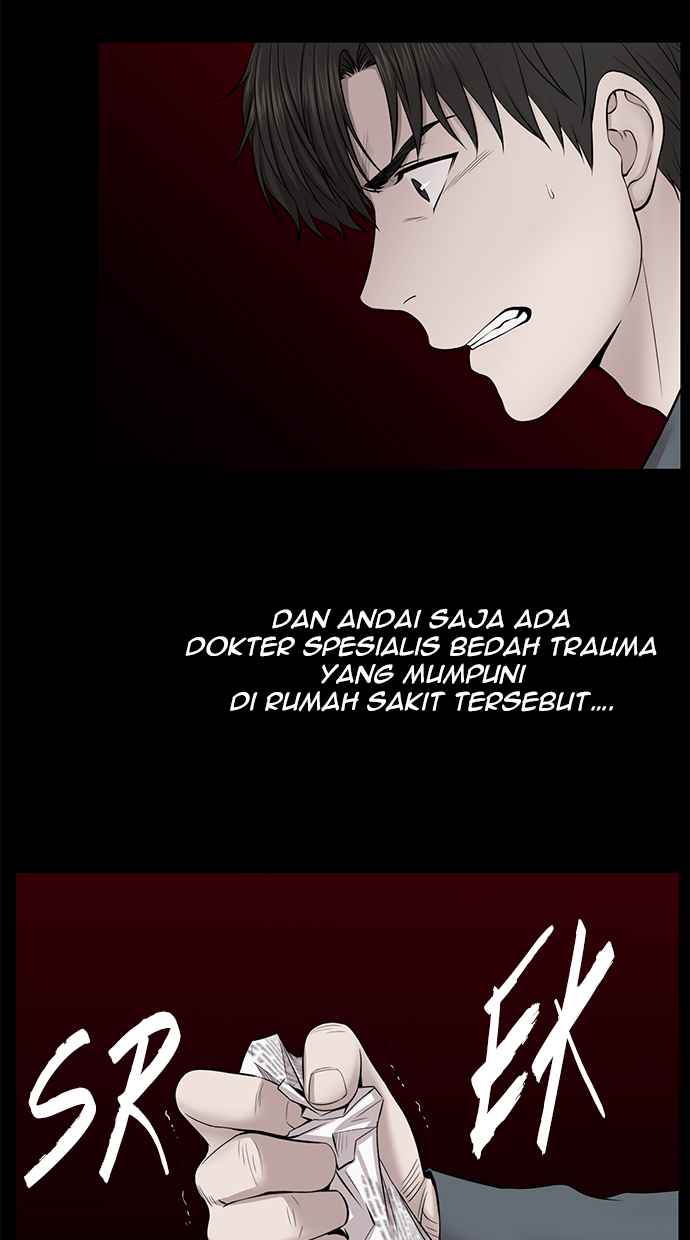 DAN ANDAI SAJA ADA
DOKTER SPESIALIS BEDAH TRAUMA
YANG MUMPUNI
DI RUMAH SAKIT TERSEBUT....
SR EK